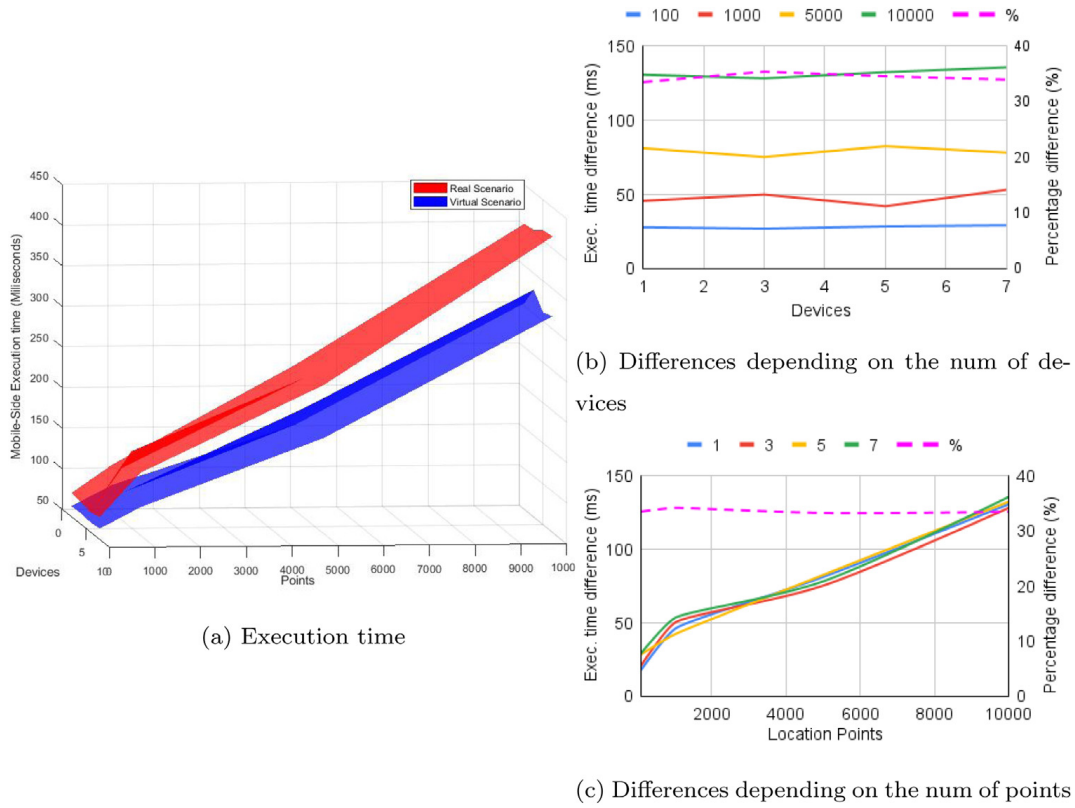 Real Scenario
Virtual Scenario
Mobile-Side Execution time (Miliseconds)
450
400
350
300
250
200
150
100
50
0
5
10
Devices
0
1000
2000
3000
4000
5000
6000
7000
8000
9000
1000
Points
(a) Execution time
100 1000 5000 10000 %
Exec. time difference (ms)
150
100
50
0
Percentage difference (%)
40
30
20
10
0
1 2 3 4 5 6 7
Devices
(b) Differences depending on the num of de-
vices
1 3 5 7 %
Exec. time difference (ms)
150
100
50
0
Percentage difference (%)
40
30
20
10
0
2000 4000 6000 8000 10000
Location Points
(c) Differences depending on the num of points